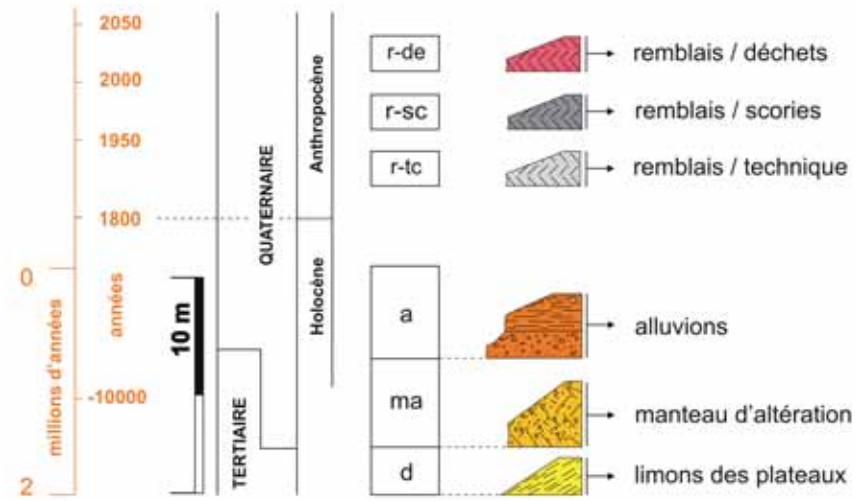 2050
2000
1950
1800
années
-10000
0
millions d'années
2
10 m
QUATERNAIRE
TERTIAIRE
Anthropocène
Holocène
r-de
remblais / déchets
r-sc
remblais / scories
r-tc
remblais / technique
a
alluvions
ma
manteau d'altération
d
limons des plateaux